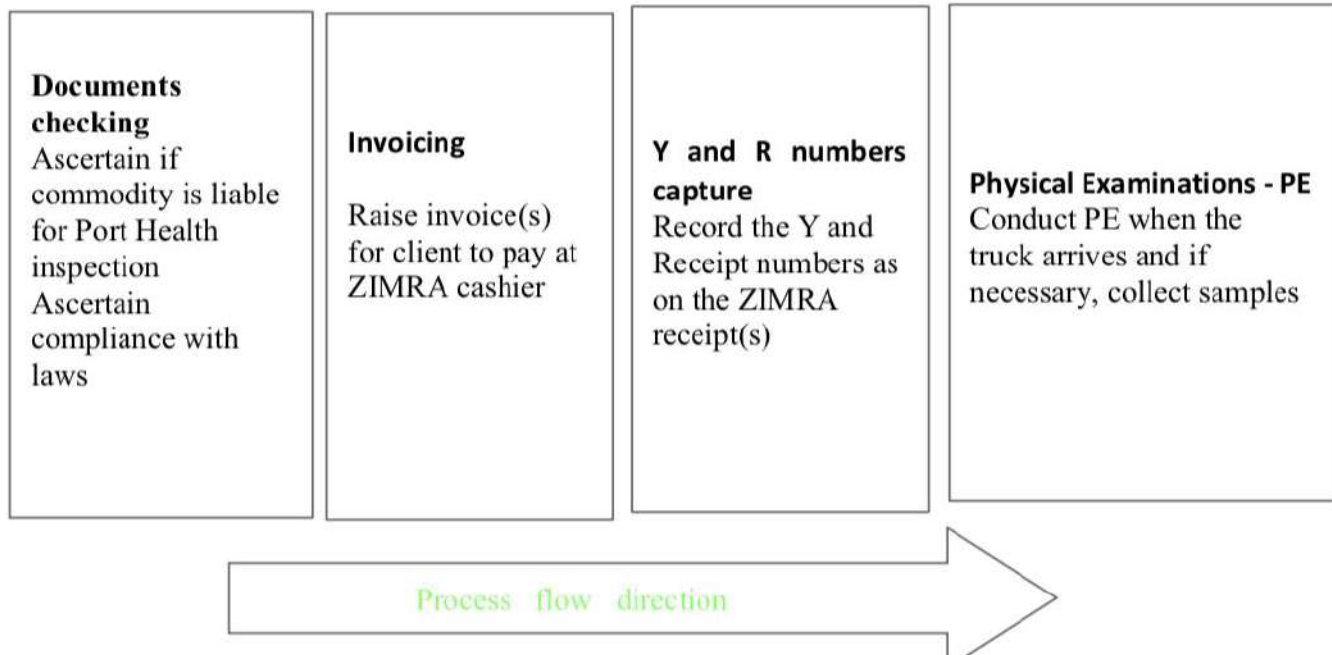 Documents
checking
Ascertain if
commodity is liable
for Port Health
inspection
Ascertain
compliance with
laws
Invoicing
Raise invoice(s)
for client to pay at
ZIMRA cashier
Y and R numbers
capture
Record the Y and
Receipt numbers as
on the ZIMRA
receipt(s)
Physical Examinations - PE
Conduct PE when the
truck arrives and if
necessary, collect samples
Process flow direction